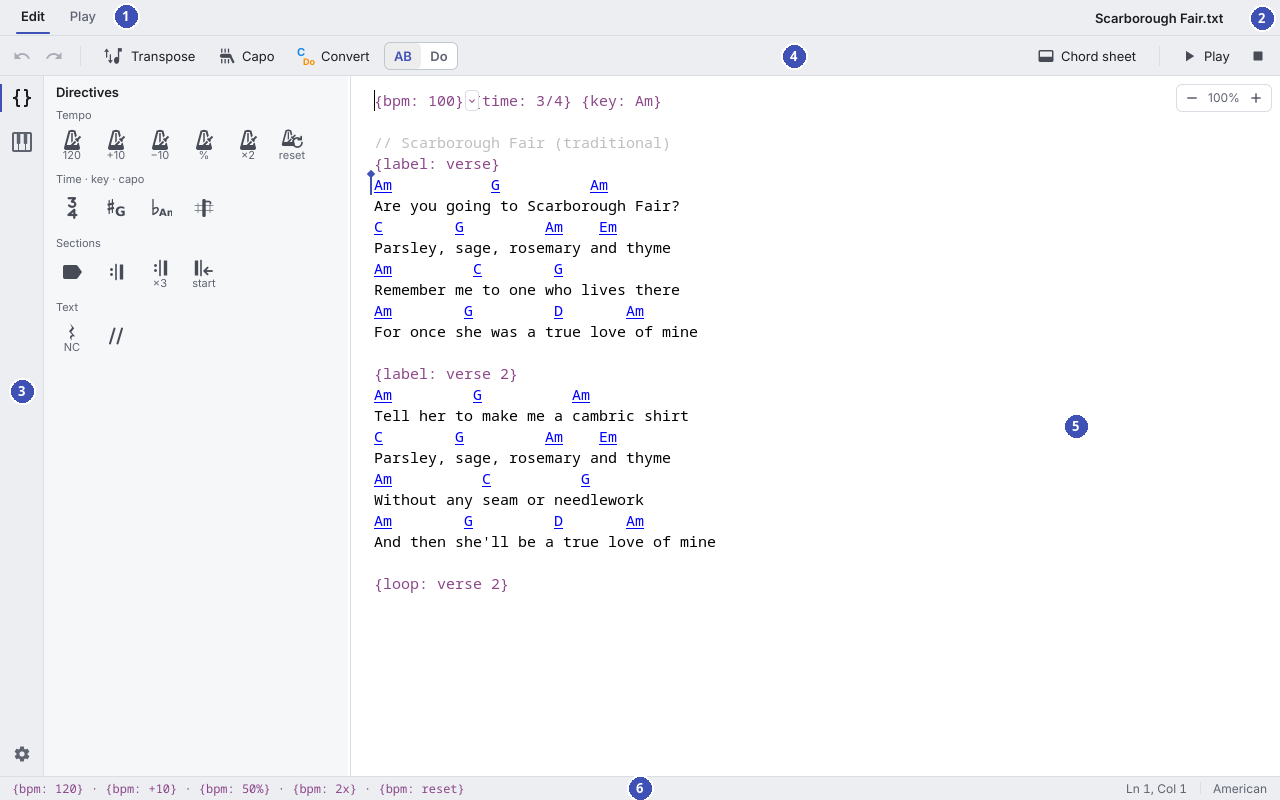 Edit Play 1 Scarborough Fair.txt 2
Transpose Capo C Do Convert AB Do 4 Chord sheet Play
{} Directives
Tempo
120 +10 −10 % ×2 reset
Time · key · capo
3/4 ♯G ♭Am
Sections
×3 start
Text
NC //
3
{bpm: 100} time: 3/4} {key: Am}
100%
// Scarborough Fair (traditional)
{label: verse}
Am G Am
Are you going to Scarborough Fair?
C G Am Em
Parsley, sage, rosemary and thyme
Am C G
Remember me to one who lives there
Am G D Am
For once she was a true love of mine
{label: verse 2}
Am G Am
Tell her to make me a cambric shirt
C G Am Em
Parsley, sage, rosemary and thyme
Am C G
Without any seam or needlework
Am G D Am
And then she'll be a true love of mine
{loop: verse 2}
5
{bpm: 120} · {bpm: +10} · {bpm: 50%} · {bpm: 2x} · {bpm: reset} 6 Ln 1, Col 1 American